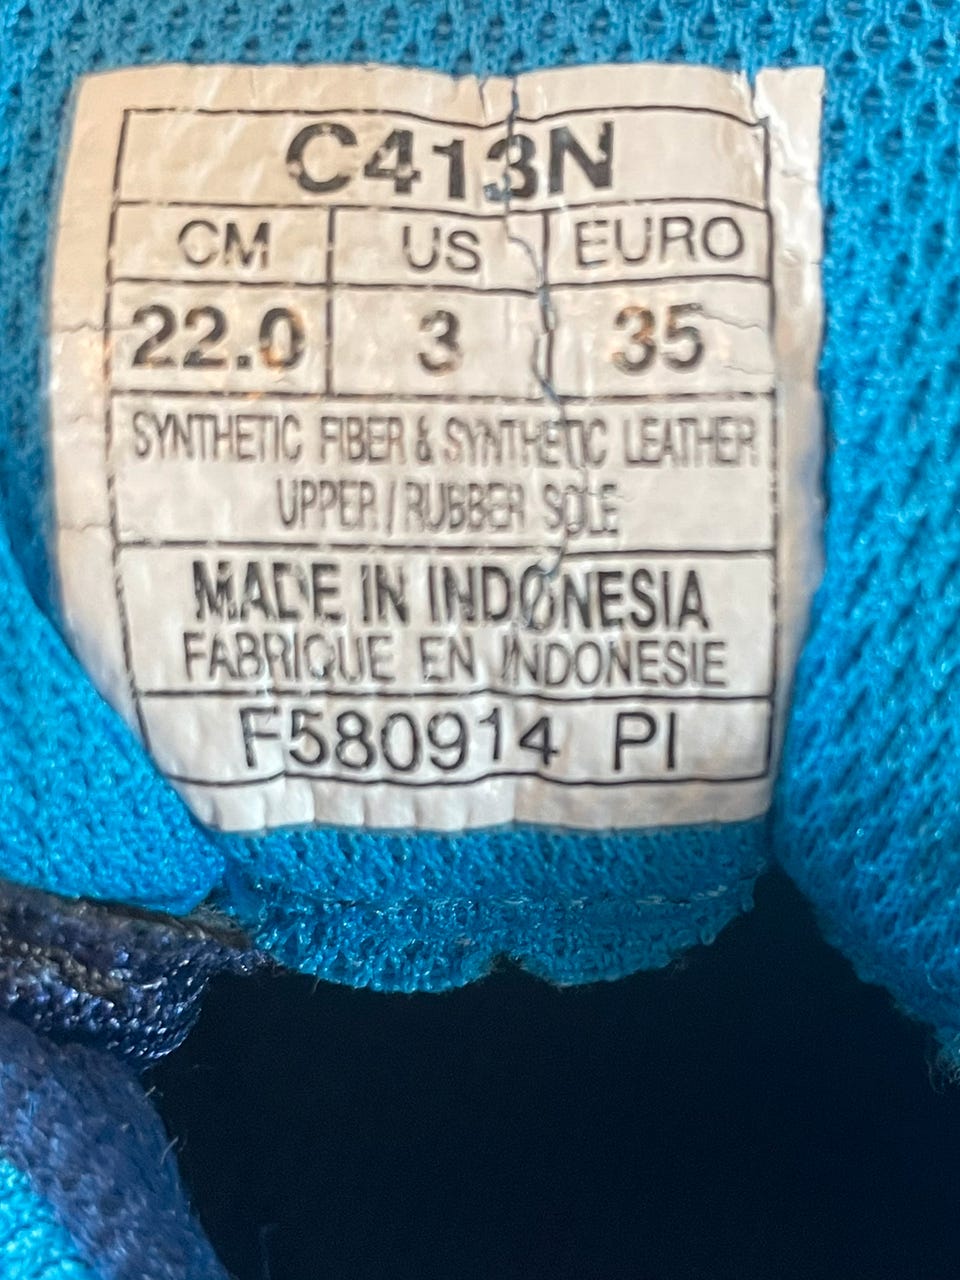 C413N
CM US EURO
22.0 3 35
SYNTHETIC FIBER & SYNTHETIC LEATHER
UPPER / RUBBER SOLE
MADE IN INDONESIA
FABRIQUE EN INDONESIE
F580914 PI